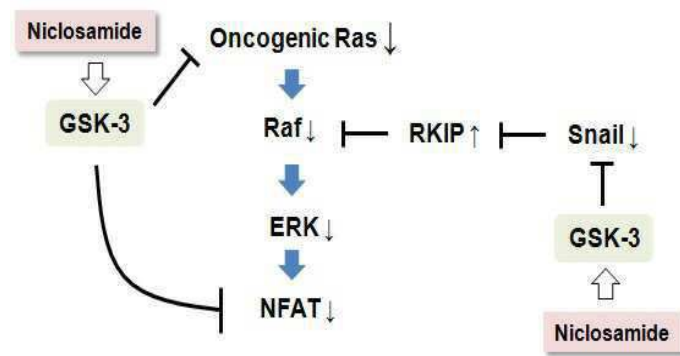 Niclosamide
Oncogenic Ras ↓
GSK-3
Raf ↓
RKIP ↑
Snail ↓
ERK ↓
GSK-3
NFAT ↓
Niclosamide